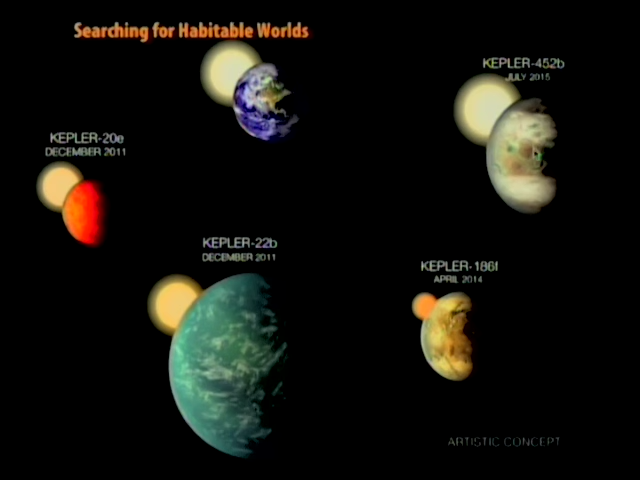 Searching for Habitable Worlds
KEPLER-452b
JULY 2015
KEPLER-20e
DECEMBER 2011
KEPLER-22b
DECEMBER 2011
KEPLER-186f
APRIL 2014
ARTISTIC CONCEPT